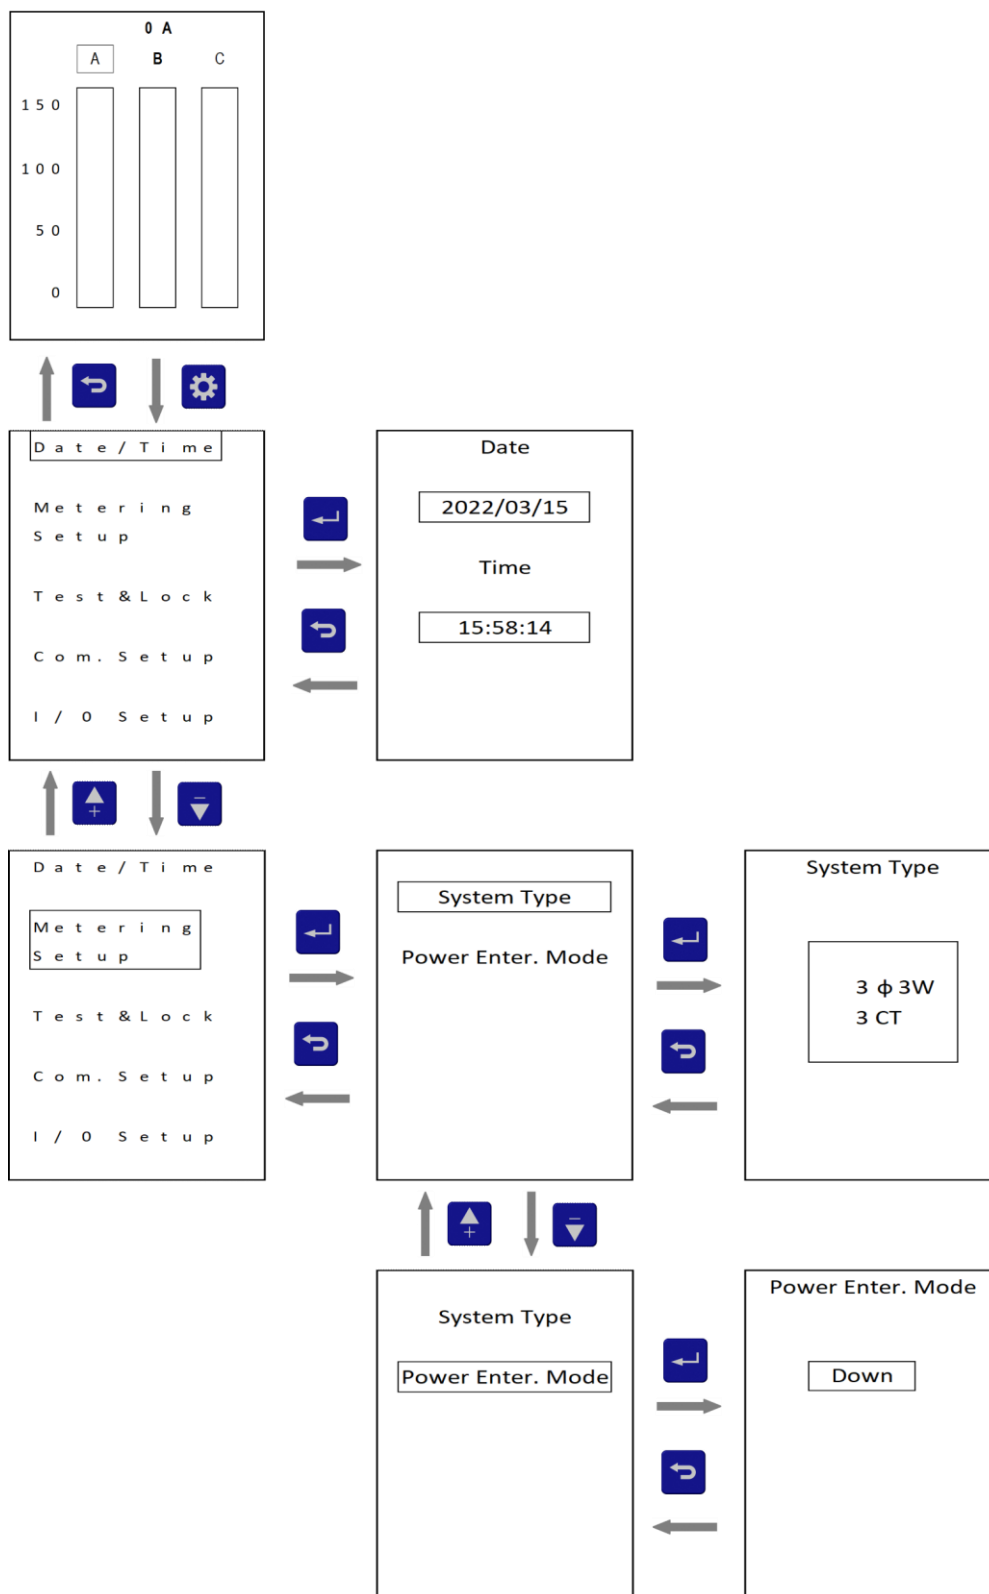 0 A
A B C
150
100
50
0
Date/Time
Metering
Setup
Test&Lock
Com. Setup
I/O Setup
Date
2022/03/15
Time
15:58:14
+
−
Date/Time
Metering
Setup
Test&Lock
Com. Setup
I/O Setup
System Type
Power Enter. Mode
System Type
3 ϕ 3W
3 CT
+
−
System Type
Power Enter. Mode
Power Enter. Mode
Down